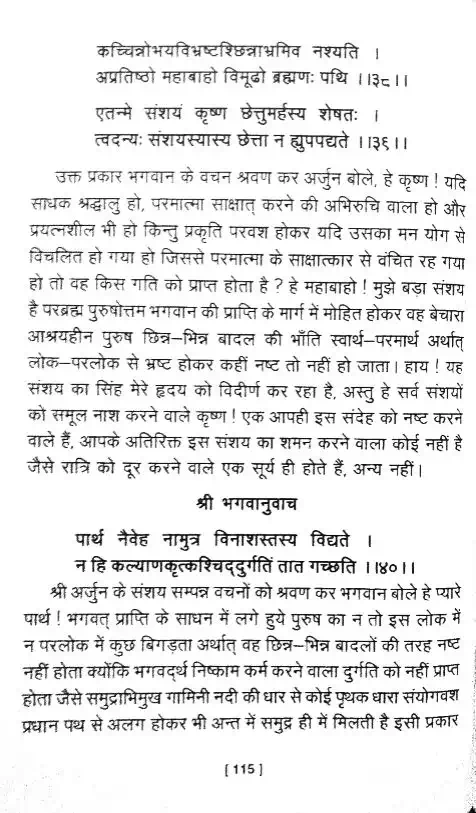 कच्चिन्नोभयविभ्रष्टश्छिन्नाभ्रमिव नश्यति ।
अप्रतिष्ठो महाबाहो विमूढो ब्रह्मणः पथि ।।३८।।
एतन्मे संशयं कृष्ण छेत्तुमर्हस्य शेषतः ।
त्वदन्यः संशयस्यास्य छेत्ता न ह्युपपद्यते ।।३६।।
उक्त प्रकार भगवान के वचन श्रवण कर अर्जुन बोले, हे कृष्ण ! यदि
साधक श्रद्धालु हो, परमात्मा साक्षात् करने की अभिरुचि वाला हो और
प्रयत्नशील भी हो किन्तु प्रकृति परवश होकर यदि उसका मन योग से
विचलित हो गया हो जिससे परमात्मा के साक्षात्कार से वंचित रह गया
हो तो वह किस गति को प्राप्त होता है ? हे महाबाहो ! मुझे बड़ा संशय
है परब्रह्म पुरुषोत्तम भगवान की प्राप्ति के मार्ग में मोहित होकर वह बेचारा
आश्रयहीन पुरुष छिन्न–भिन्न बादल की भाँति स्वार्थ–परमार्थ अर्थात्
लोक–परलोक से भ्रष्ट होकर कहीं नष्ट तो नहीं हो जाता। हाय ! यह
संशय का सिंह मेरे हृदय को विदीर्ण कर रहा है, अस्तु हे सर्व संशयों
को समूल नाश करने वाले कृष्ण ! एक आपही इस संदेह को नष्ट करने
वाले हैं, आपके अतिरिक्त इस संशय का शमन करने वाला कोई नहीं है
जैसे रात्रि को दूर करने वाले एक सूर्य ही होते हैं, अन्य नहीं।
श्री भगवानुवाच
पार्थ नैवेह नामुत्र विनाशस्तस्य विद्यते ।
न हि कल्याणकृत्कश्चिद्दुर्गतिं तात गच्छति ।।४०।।
श्री अर्जुन के संशय सम्पन्न वचनों को श्रवण कर भगवान बोले हे प्यारे
पार्थ ! भगवत् प्राप्ति के साधन में लगे हुये पुरुष का न तो इस लोक में
न परलोक में कुछ बिगड़ता अर्थात् वह छिन्न–भिन्न बादलों की तरह नष्ट
नहीं होता क्योंकि भगवदर्थ निष्काम कर्म करने वाला दुर्गति को नहीं प्राप्त
होता जैसे समुद्राभिमुख गामिनी नदी की धार से कोई पृथक धारा संयोगवश
प्रधान पथ से अलग होकर भी अन्त में समुद्र ही में मिलती है इसी प्रकार
[ 115 ]